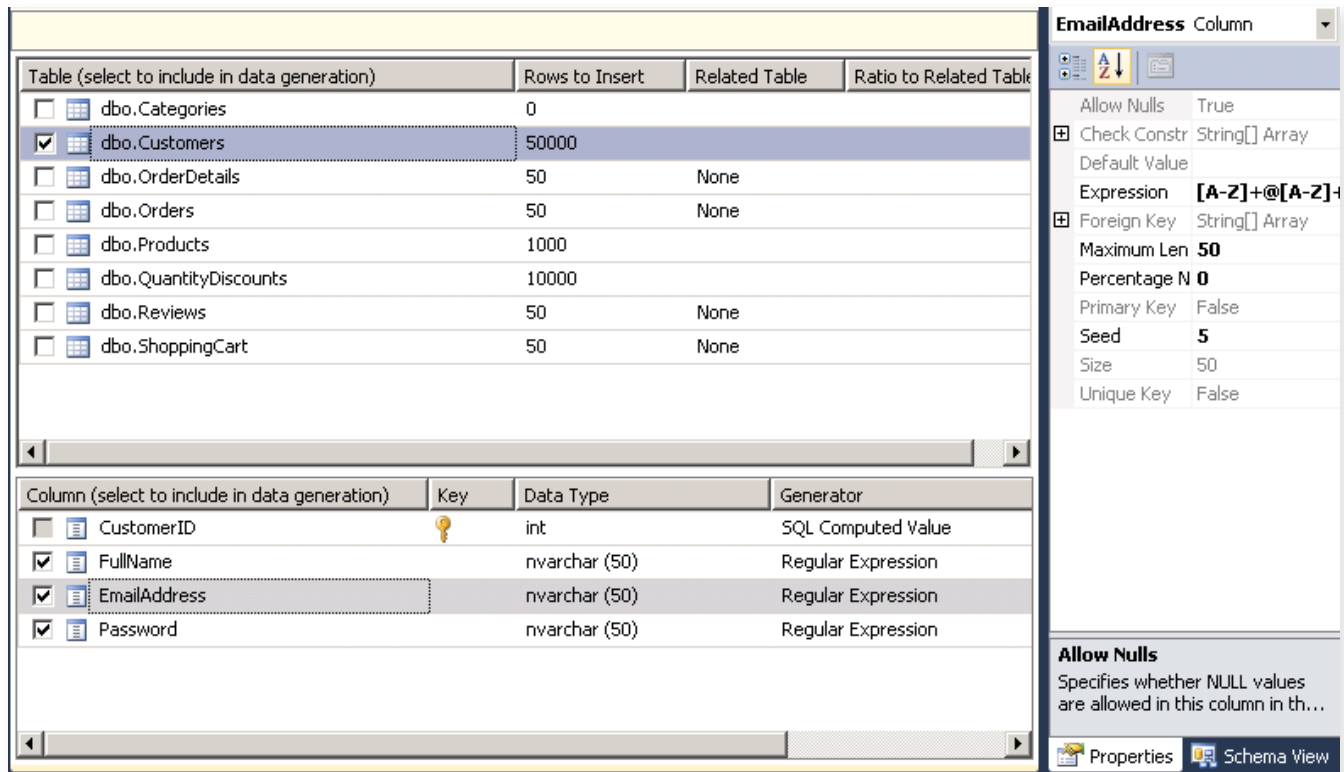 Table (select to include in data generation) Rows to Insert Related Table Ratio to Related Table
dbo.Categories 0
dbo.Customers 50000
dbo.OrderDetails 50 None
dbo.Orders 50 None
dbo.Products 1000
dbo.QuantityDiscounts 10000
dbo.Reviews 50 None
dbo.ShoppingCart 50 None
Column (select to include in data generation) Key Data Type Generator
CustomerID int SQL Computed Value
FullName nvarchar (50) Regular Expression
EmailAddress nvarchar (50) Regular Expression
Password nvarchar (50) Regular Expression
EmailAddress Column
A
Z
Allow Nulls True
Check Constr String[] Array
Default Value
Expression [A-Z]+@[A-Z]+
Foreign Key String[] Array
Maximum Len 50
Percentage N 0
Primary Key False
Seed 5
Size 50
Unique Key False
Allow Nulls
Specifies whether NULL values
are allowed in this column in th...
Properties Schema View